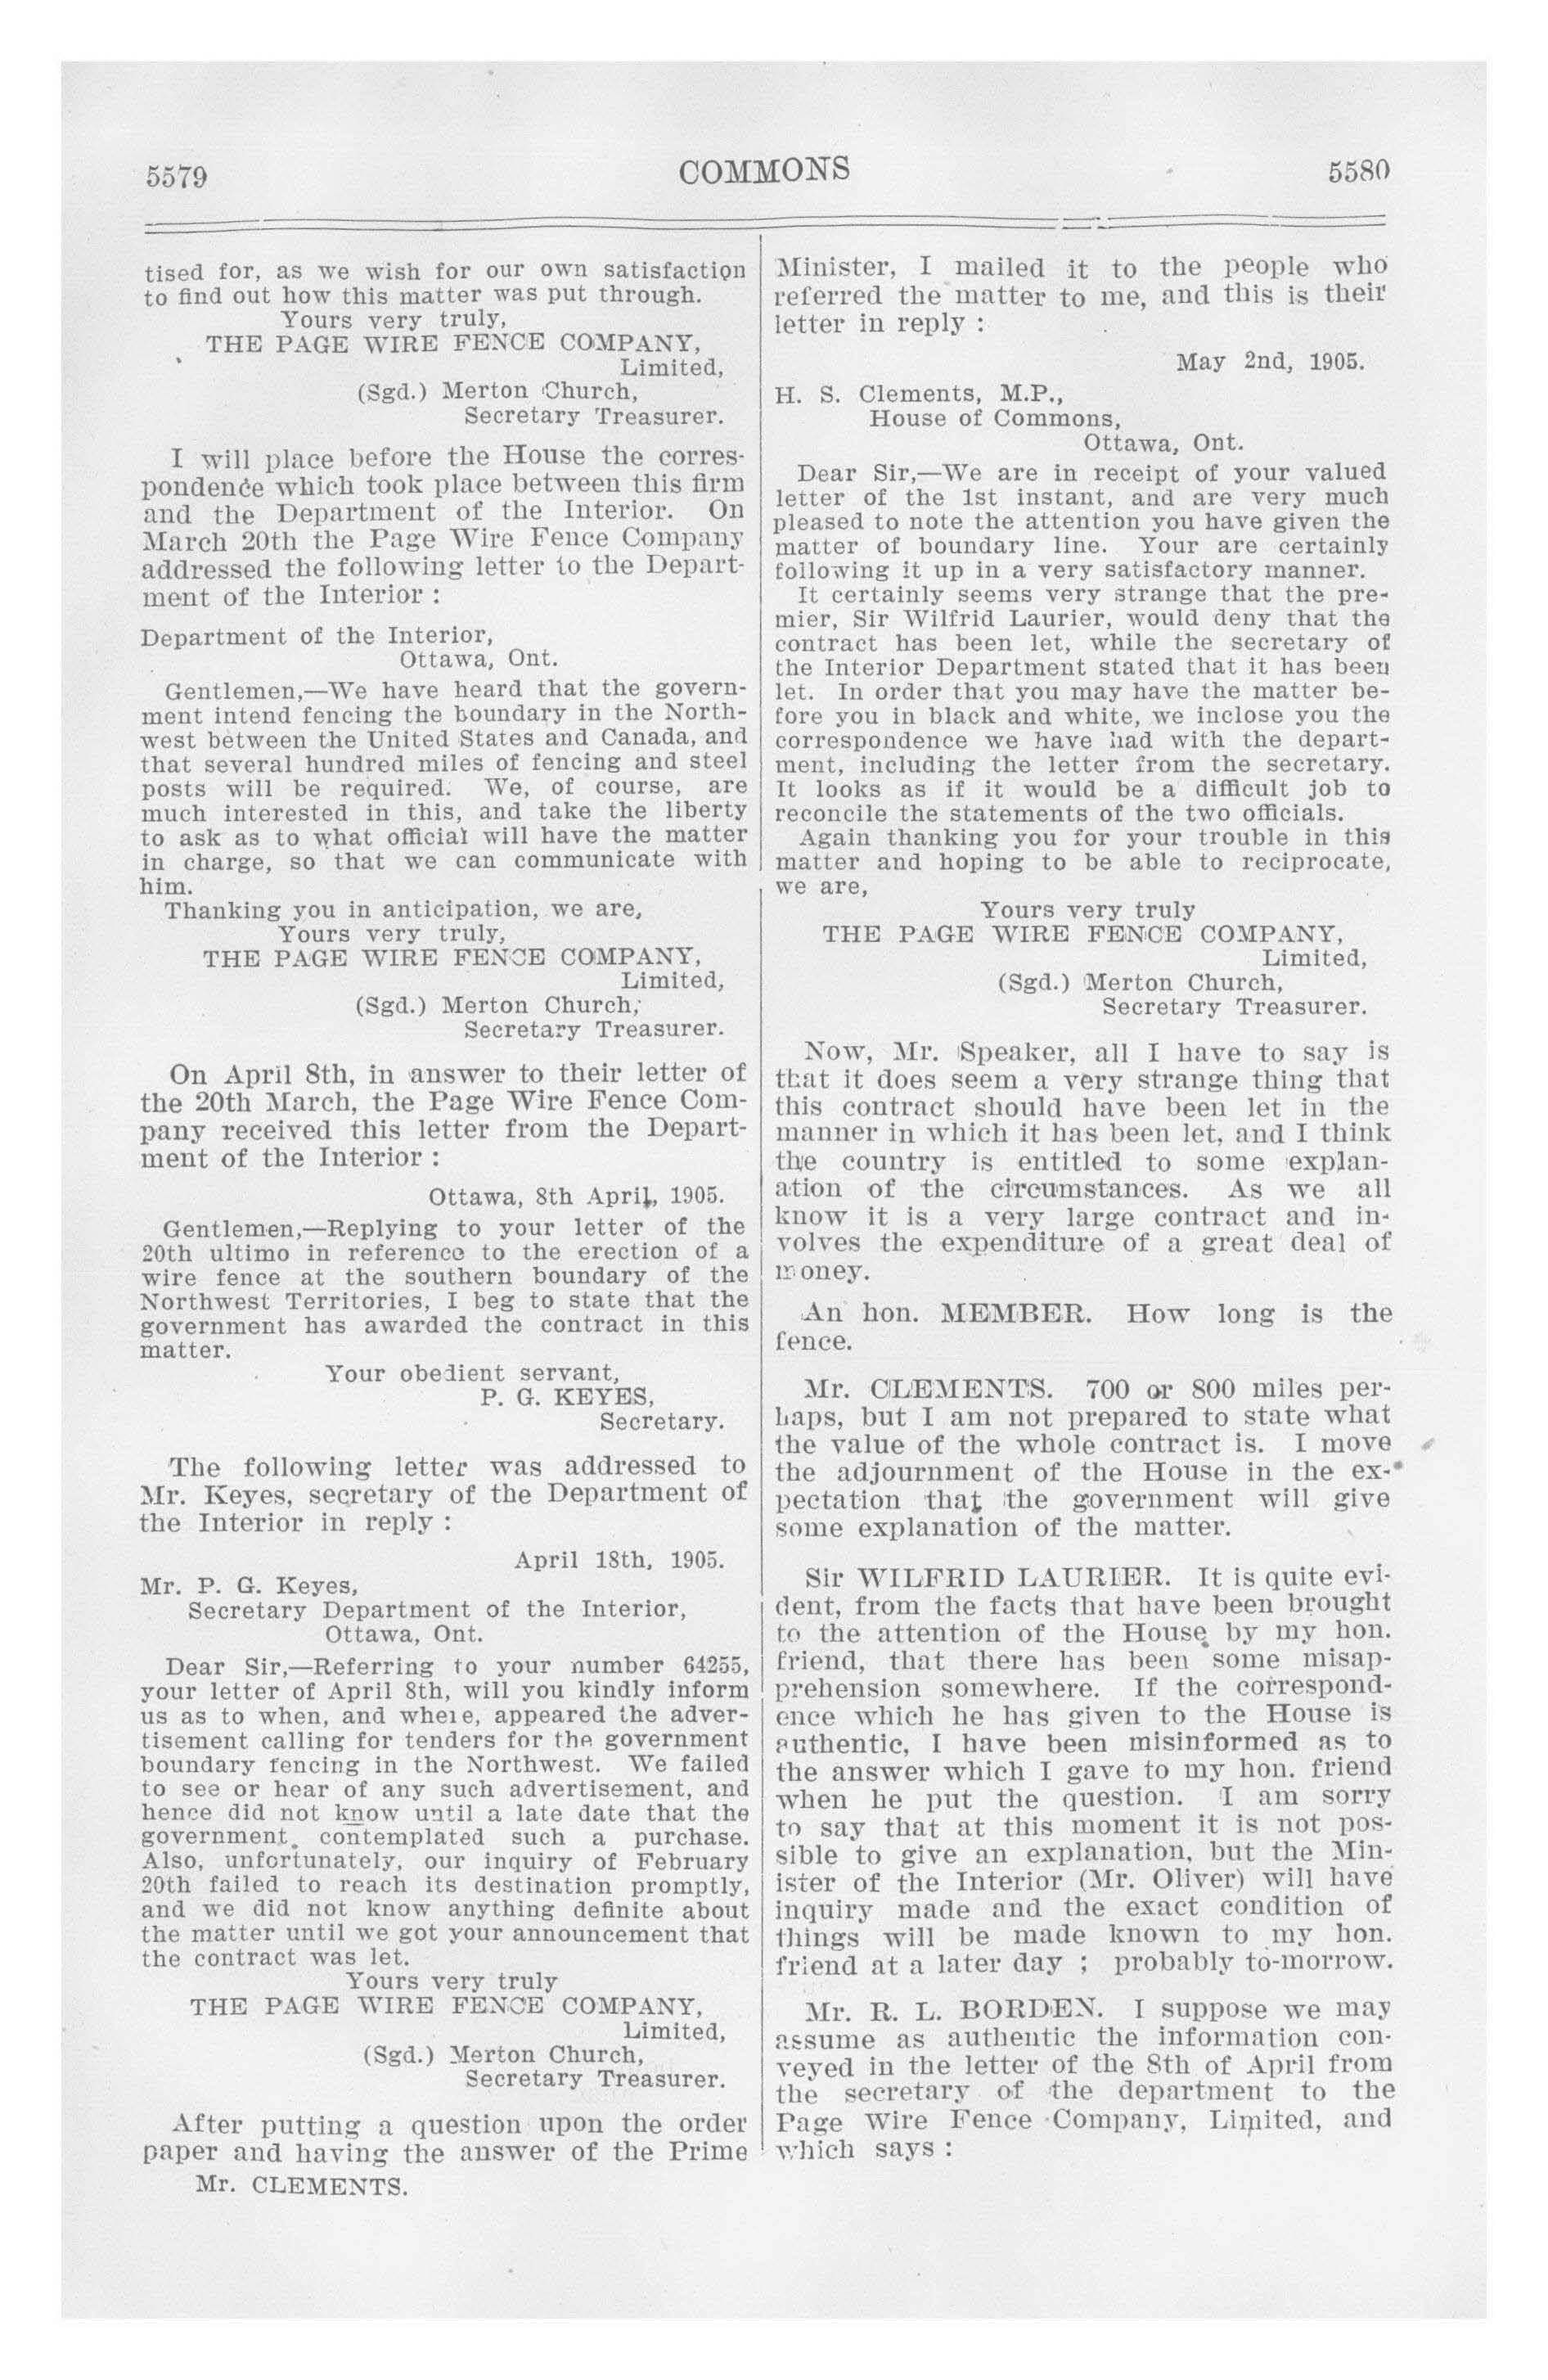 5579
COMMONS
5580
tised for, as we wish for our own satisfaction
to find out how this matter was put through.
Yours very truly,
THE PAGE WIRE FENCE COMPANY,
Limited,
(Sgd.) Merton Church,
Secretary Treasurer.
I will place before the House the corres-
pondence which took place between this firm
and the Department of the Interior. On
March 20th the Page Wire Fence Company
addressed the following letter to the Depart-
ment of the Interior :
Department of the Interior,
Ottawa, Ont.
Gentlemen,—We have heard that the govern-
ment intend fencing the boundary in the North-
west between the United States and Canada, and
that several hundred miles of fencing and steel
posts will be required. We, of course, are
much interested in this, and take the liberty
to ask as to what official will have the matter
in charge, so that we can communicate with
him.
Thanking you in anticipation, we are,
Yours very truly,
THE PAGE WIRE FENCE COMPANY,
Limited,
(Sgd.) Merton Church,
Secretary Treasurer.
On April 8th, in answer to their letter of
the 20th March, the Page Wire Fence Com-
pany received this letter from the Depart-
ment of the Interior :
Ottawa, 8th April, 1905.
Gentlemen,—Replying to your letter of the
20th ultimo in reference to the erection of a
wire fence at the southern boundary of the
Northwest Territories, I beg to state that the
government has awarded the contract in this
matter.
Your obedient servant,
P. G. KEYES,
Secretary.
The following letter was addressed to
Mr. Keyes, secretary of the Department of
the Interior in reply :
April 18th, 1905.
Mr. P. G. Keyes,
Secretary Department of the Interior,
Ottawa, Ont.
Dear Sir,—Referring to your number 64255,
your letter of April 8th, will you kindly inform
us as to when, and where, appeared the adver-
tisement calling for tenders for the government
boundary fencing in the Northwest. We failed
to see or hear of any such advertisement, and
hence did not know until a late date that the
government contemplated such a purchase.
Also, unfortunately, our inquiry of February
20th failed to reach its destination promptly,
and we did not know anything definite about
the matter until we got your announcement that
the contract was let.
Yours very truly
THE PAGE WIRE FENCE COMPANY,
Limited,
(Sgd.) Merton Church,
Secretary Treasurer.
After putting a question upon the order
paper and having the answer of the Prime
Mr. CLEMENTS.
Minister, I mailed it to the people who
referred the matter to me, and this is their
letter in reply :
May 2nd, 1905.
H. S. Clements, M.P.,
House of Commons,
Ottawa, Ont.
Dear Sir,—We are in receipt of your valued
letter of the 1st instant, and are very much
pleased to note the attention you have given the
matter of boundary line. Your are certainly
following it up in a very satisfactory manner.
It certainly seems very strange that the pre-
mier, Sir Wilfrid Laurier, would deny that the
contract has been let, while the secretary of
the Interior Department stated that it has been
let. In order that you may have the matter be-
fore you in black and white, we inclose you the
correspondence we have had with the depart-
ment, including the letter from the secretary.
It looks as if it would be a difficult job to
reconcile the statements of the two officials.
Again thanking you for your trouble in this
matter and hoping to be able to reciprocate,
we are,
Yours very truly
THE PAGE WIRE FENCE COMPANY,
Limited,
(Sgd.) Merton Church,
Secretary Treasurer.
Now, Mr. Speaker, all I have to say is
that it does seem a very strange thing that
this contract should have been let in the
manner in which it has been let, and I think
the country is entitled to some explan-
ation of the circumstances. As we all
know it is a very large contract and in-
volves the expenditure of a great deal of
money.
An hon. MEMBER. How long is the
fence.
Mr. CLEMENTS. 700 or 800 miles per-
haps, but I am not prepared to state what
the value of the whole contract is. I move
the adjournment of the House in the ex-
pectation that the government will give
some explanation of the matter.
Sir WILFRID LAURIER. It is quite evi-
dent, from the facts that have been brought
to the attention of the House by my hon.
friend, that there has been some misap-
prehension somewhere. If the correspond-
ence which he has given to the House is
authentic, I have been misinformed as to
the answer which I gave to my hon. friend
when he put the question. I am sorry
to say that at this moment it is not pos-
sible to give an explanation, but the Min-
ister of the Interior (Mr. Oliver) will have
inquiry made and the exact condition of
things will be made known to my hon.
friend at a later day ; probably to-morrow.
Mr. R. L. BORDEN. I suppose we may
assume as authentic the information con-
veyed in the letter of the 8th of April from
the secretary of the department to the
Page Wire Fence Company, Limited, and
which says :